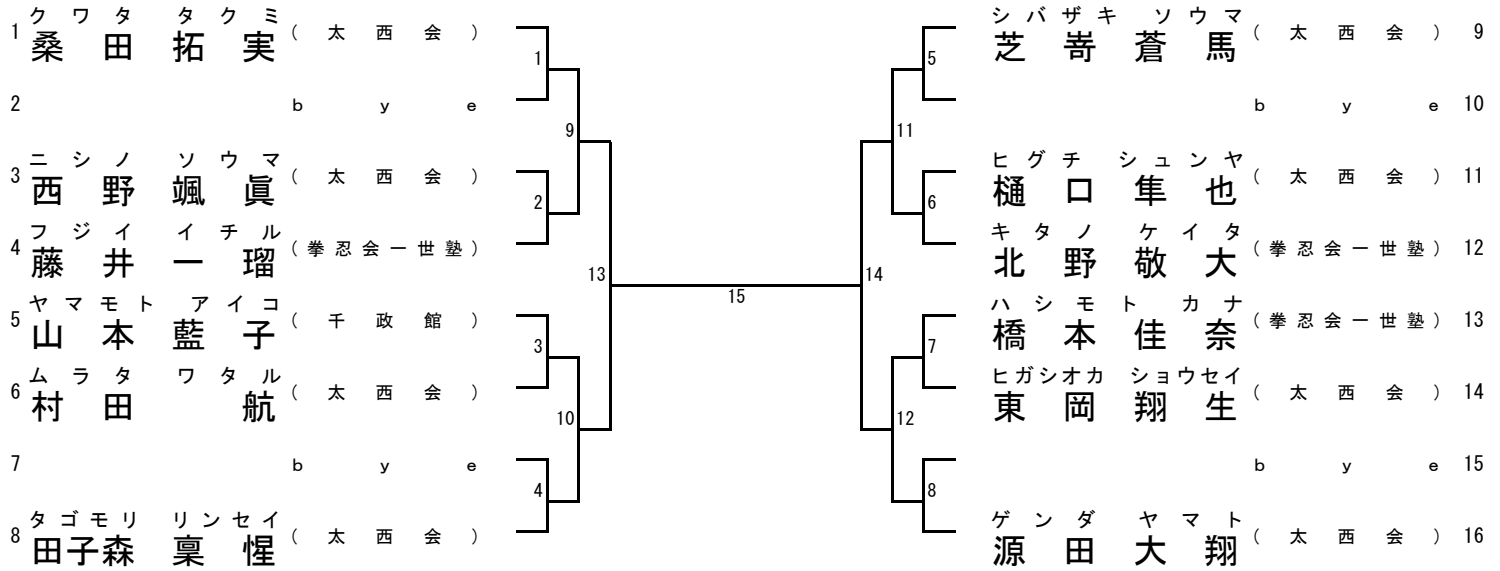 クワタ タクミ
1 桑田 拓実 (太西会)
2 bye
ニシノ ソウマ
3 西野 颯眞 (太西会)
フジイ イチル
4 藤井 一瑠 (拳忍会一世塾)
ヤマモト アイコ
5 山本 藍子 (千政館)
ムラタ ワタル
6 村田 航 (太西会)
7 bye
タゴモリ リンセイ
8 田子森 稟惺 (太西会)
1
9
2
13
3
10
4
15
5
11
6
14
7
12
8
シバザキ ソウマ
芝嵜 蒼馬 (太西会) 9
bye 10
ヒグチ シュンヤ
樋口 隼也 (太西会) 11
キタノ ケイタ
北野 敬大 (拳忍会一世塾) 12
ハシモト カナ
橋本 佳奈 (拳忍会一世塾) 13
ヒガシオカ ショウセイ
東岡 翔生 (太西会) 14
bye 15
ゲンダ ヤマト
源田 大翔 (太西会) 16